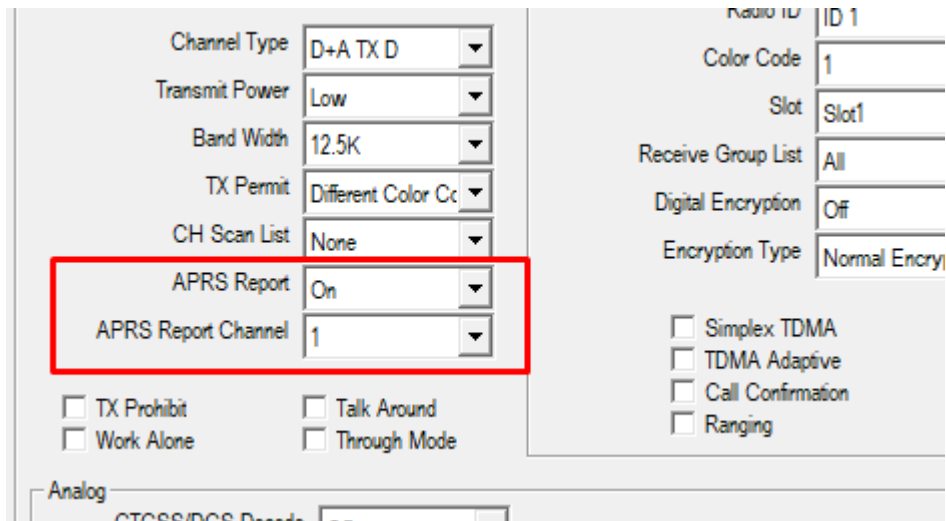 Channel Type D+A TX D
Transmit Power Low
Band Width 12.5K
TX Permit Different Color Cc
CH Scan List None
APRS Report On
APRS Report Channel 1
TX Prohibit Talk Around
Work Alone Through Mode
Radio ID ID 1
Color Code 1
Slot Slot1
Receive Group List All
Digital Encryption Off
Encryption Type Normal Encryp
Simplex TDMA
TDMA Adaptive
Call Confirmation
Ranging
Analog
CTCSS/DCS Decode